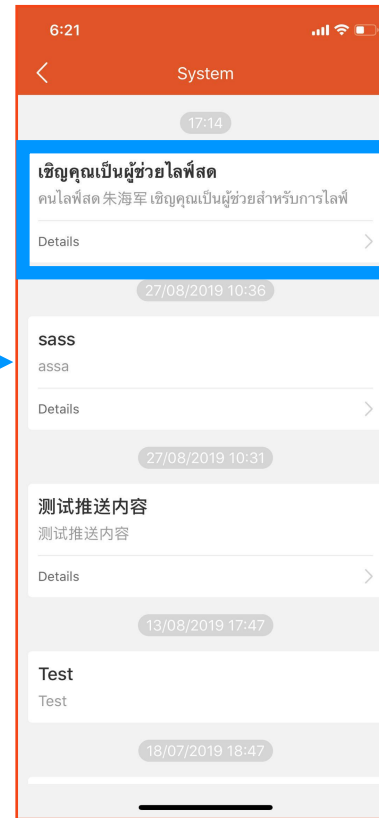 6:21
System
17:14
เชิญคุณเป็นผู้ช่วยไลฟ์สด
คนไลฟ์สด 朱海军 เชิญคุณเป็นผู้ช่วยสำหรับการไลฟ์
Details
27/08/2019 10:36
sass
assa
Details
27/08/2019 10:31
测试推送内容
测试推送内容
Details
13/08/2019 17:47
Test
Test
18/07/2019 18:47